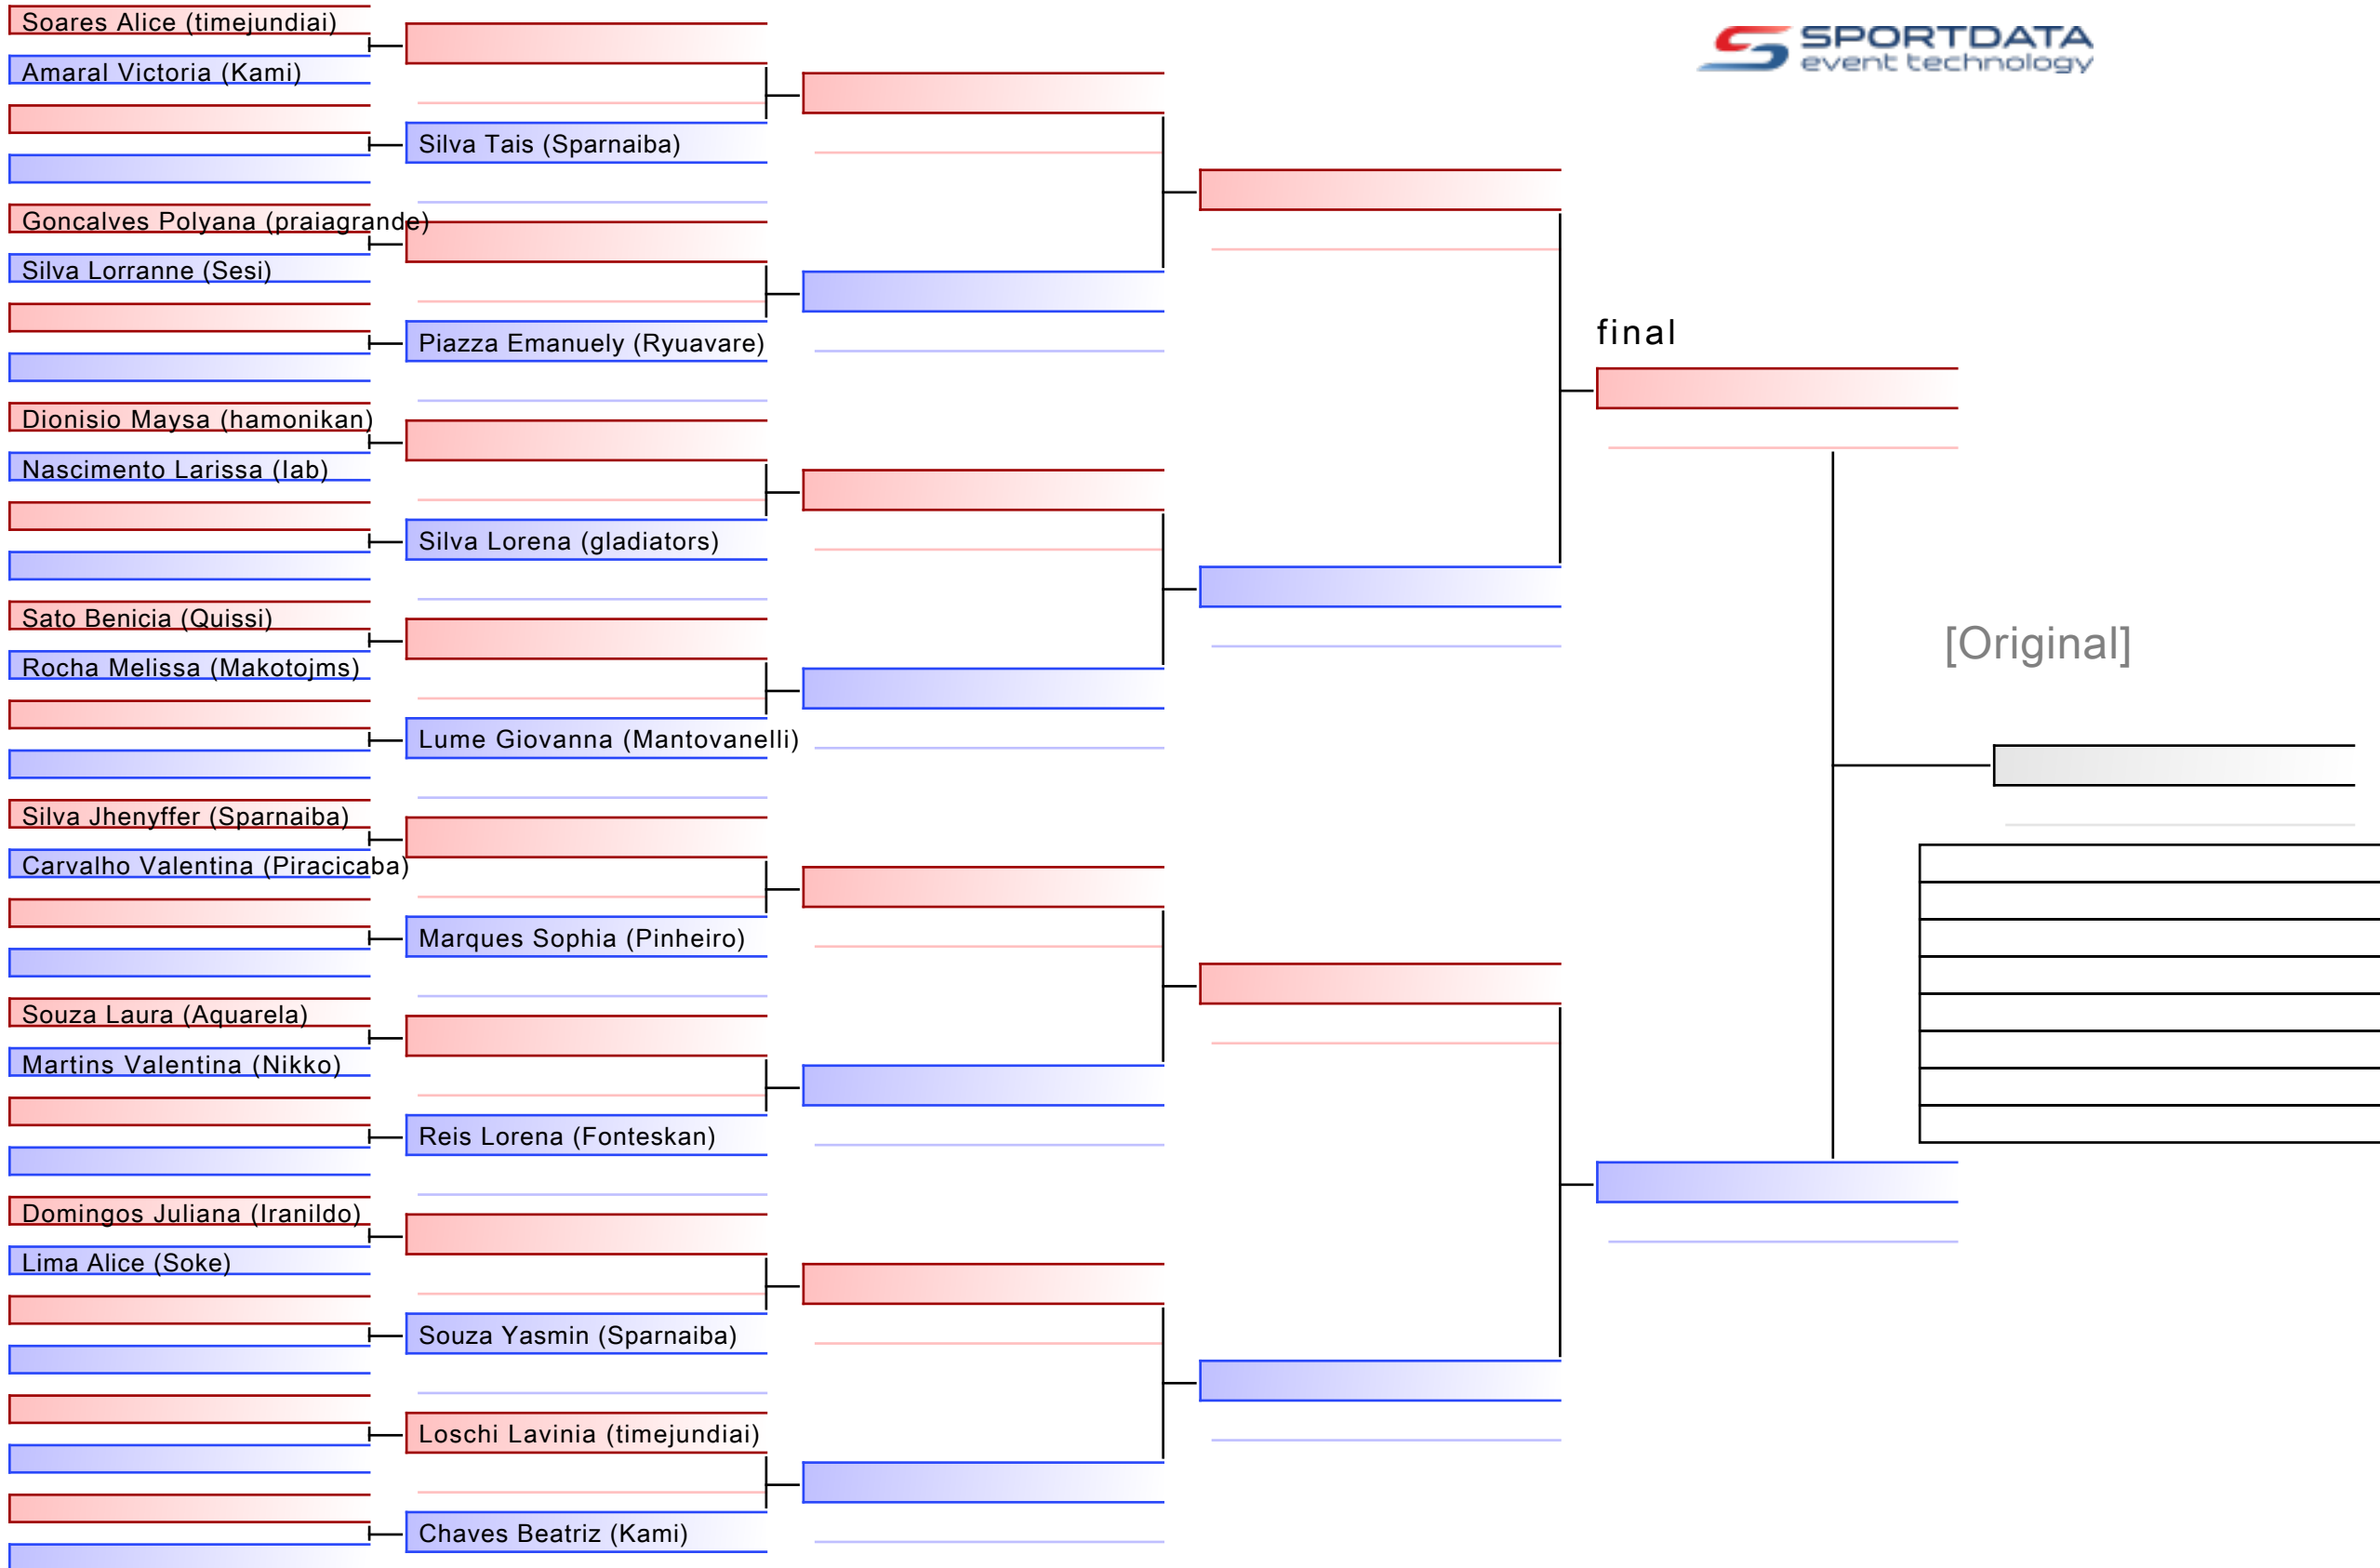 Soares Alice (timejundiai)
Amaral Victoria (Kami)
Goncalves Polyana (praiagrande)
Silva Lorranne (Sesi)
Dionisio Maysa (hamonikan)
Nascimento Larissa (Iab)
Sato Benicia (Quissi)
Rocha Melissa (Makotojms)
Silva Jhenyffer (Sparnaiba)
Carvalho Valentina (Piracicaba)
Souza Laura (Aquarela)
Martins Valentina (Nikko)
Domingos Juliana (Iranildo)
Lima Alice (Soke)
Silva Tais (Sparnaiba)
Piazza Emanuely (Ryuavare)
Silva Lorena (gladiators)
Lume Giovanna (Mantovanelli)
Marques Sophia (Pinheiro)
Reis Lorena (Fonteskan)
Souza Yasmin (Sparnaiba)
Loschi Lavinia (timejundiai)
Chaves Beatriz (Kami)
final
SPORTDATA
event technology
[Original]